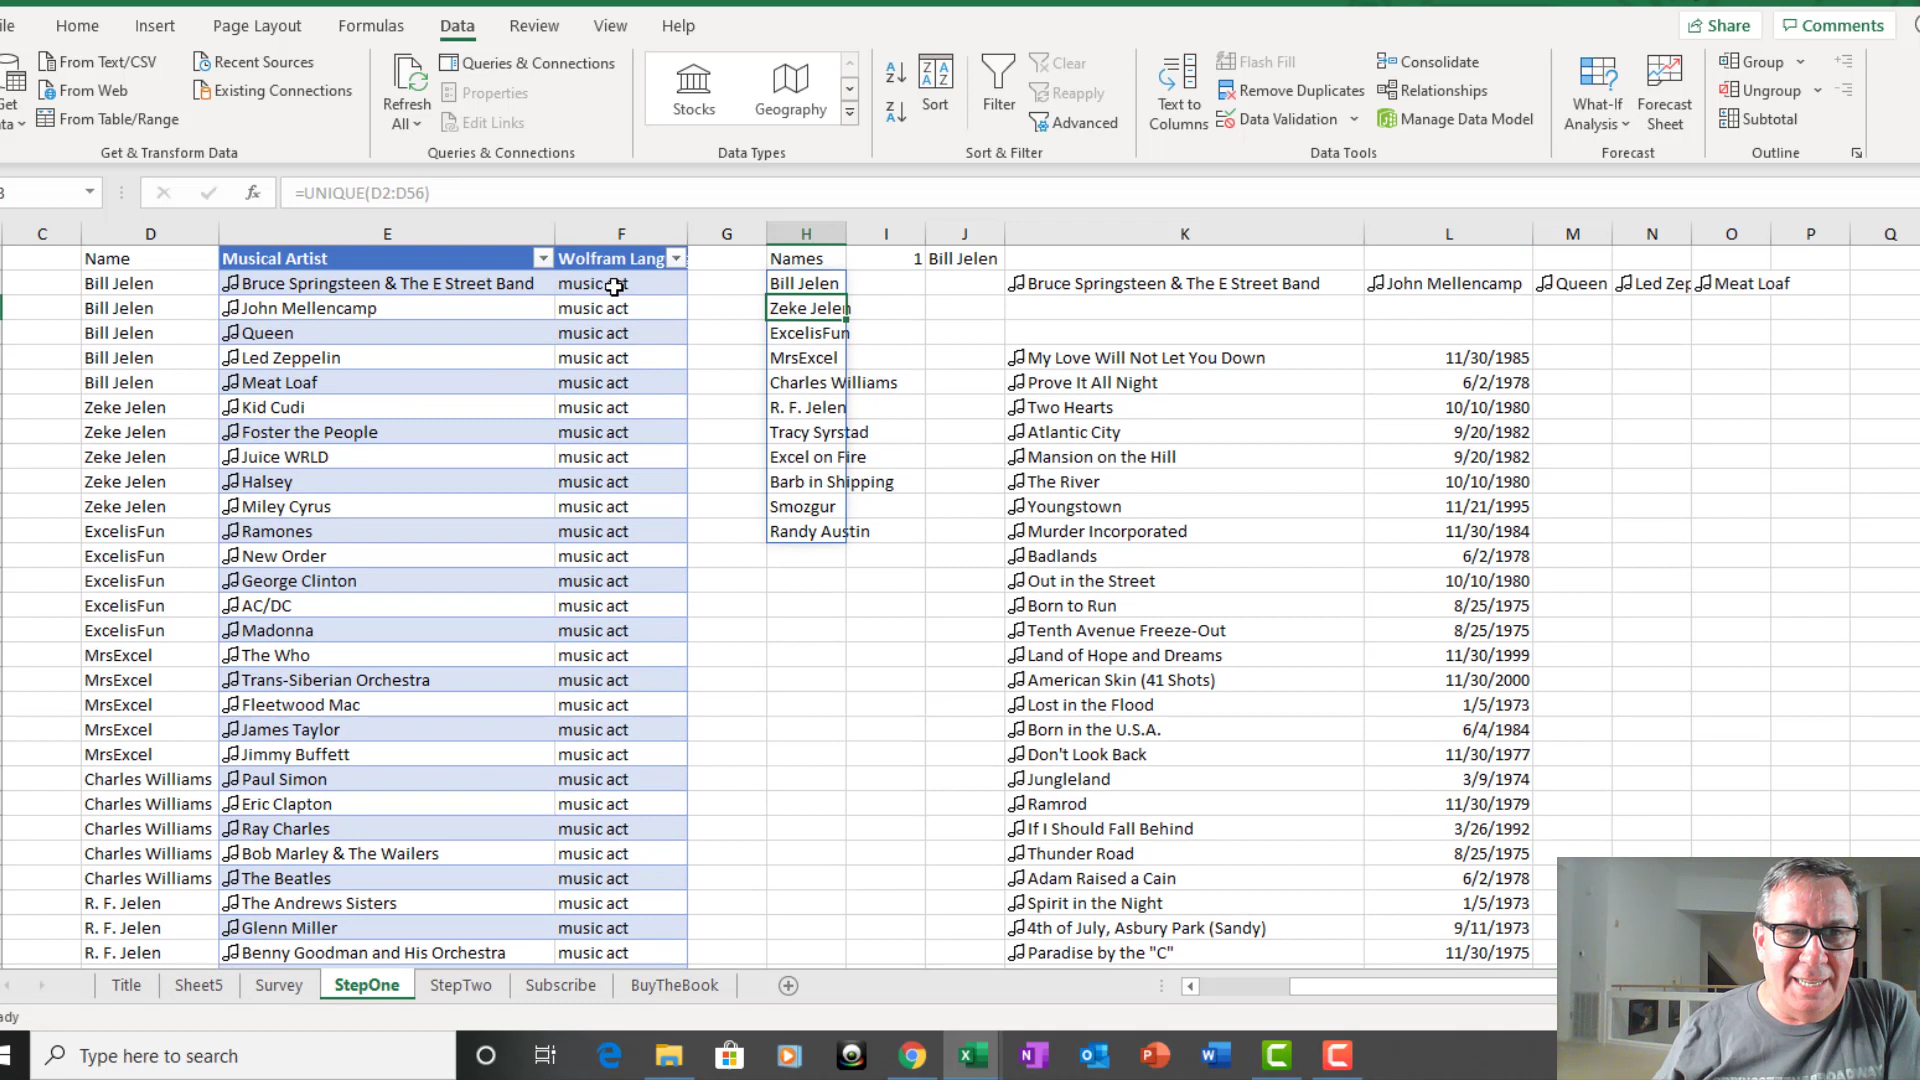 ile Home Insert Page Layout Formulas Data Review View Help Share Comments
Get Data From Text/CSV From Web From Table/Range Recent Sources Existing Connections
Get & Transform Data
Refresh All Queries & Connections Properties Edit Links
Queries & Connections
Stocks Geography
Data Types
Sort Filter Clear Reapply Advanced
Sort & Filter
Text to Columns Flash Fill Remove Duplicates Data Validation Consolidate Relationships Manage Data Model
Data Tools
What-If Analysis Forecast Sheet
Forecast
Group Ungroup Subtotal
Outline
3 fx =UNIQUE(D2:D56)
C D E F G H I J K L M N O P Q
Name Musical Artist Wolfram Lang Names 1 Bill Jelen
Bill Jelen Bruce Springsteen & The E Street Band music act Bill Jelen Bruce Springsteen & The E Street Band John Mellencamp Queen Led Zep Meat Loaf
Bill Jelen John Mellencamp music act Zeke Jelen
Bill Jelen Queen music act ExcelisFun
Bill Jelen Led Zeppelin music act MrsExcel My Love Will Not Let You Down 11/30/1985
Bill Jelen Meat Loaf music act Charles Williams Prove It All Night 6/2/1978
Zeke Jelen Kid Cudi music act R. F. Jelen Two Hearts 10/10/1980
Zeke Jelen Foster the People music act Tracy Syrstad Atlantic City 9/20/1982
Zeke Jelen Juice WRLD music act Excel on Fire Mansion on the Hill 9/20/1982
Zeke Jelen Halsey music act Barb in Shipping The River 10/10/1980
Zeke Jelen Miley Cyrus music act Smozgur Youngstown 11/21/1995
ExcelisFun Ramones music act Randy Austin Murder Incorporated 11/30/1984
ExcelisFun New Order music act Badlands 6/2/1978
ExcelisFun George Clinton music act Out in the Street 10/10/1980
ExcelisFun AC/DC music act Born to Run 8/25/1975
ExcelisFun Madonna music act Tenth Avenue Freeze-Out 8/25/1975
MrsExcel The Who music act Land of Hope and Dreams 11/30/1999
MrsExcel Trans-Siberian Orchestra music act American Skin (41 Shots) 11/30/2000
MrsExcel Fleetwood Mac music act Lost in the Flood 1/5/1973
MrsExcel James Taylor music act Born in the U.S.A. 6/4/1984
MrsExcel Jimmy Buffett music act Don't Look Back 11/30/1977
Charles Williams Paul Simon music act Jungleland 3/9/1974
Charles Williams Eric Clapton music act Ramrod 11/30/1979
Charles Williams Ray Charles music act If I Should Fall Behind 3/26/1992
Charles Williams Bob Marley & The Wailers music act Thunder Road 8/25/1975
Charles Williams The Beatles music act Adam Raised a Cain 6/2/1978
R. F. Jelen The Andrews Sisters music act Spirit in the Night 1/5/1973
R. F. Jelen Glenn Miller music act 4th of July, Asbury Park (Sandy) 9/11/1973
R. F. Jelen Benny Goodman and His Orchestra music act Paradise by the "C" 11/30/1975
Title Sheet5 Survey StepOne StepTwo Subscribe BuyTheBook
ady
Type here to search